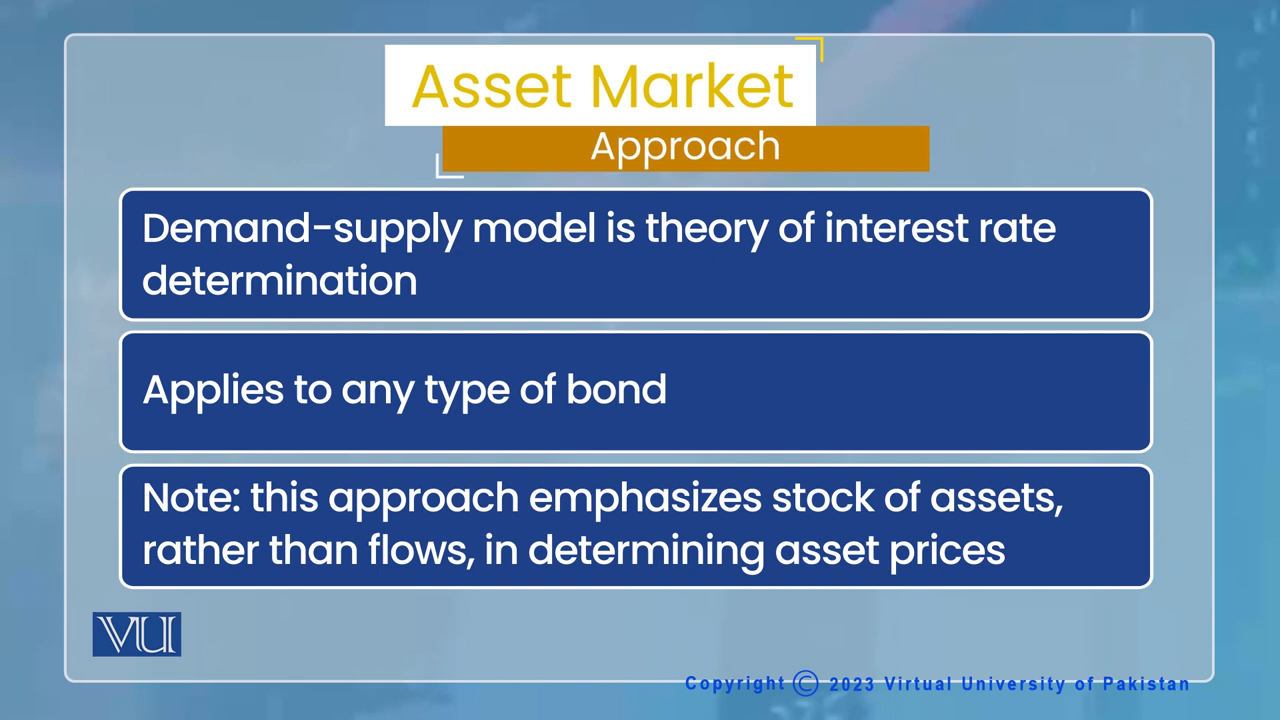 Asset Market
Approach
Demand-supply model is theory of interest rate
determination
Applies to any type of bond
Note: this approach emphasizes stock of assets,
rather than flows, in determining asset prices
VU
Copyright © 2023 Virtual University of Pakistan